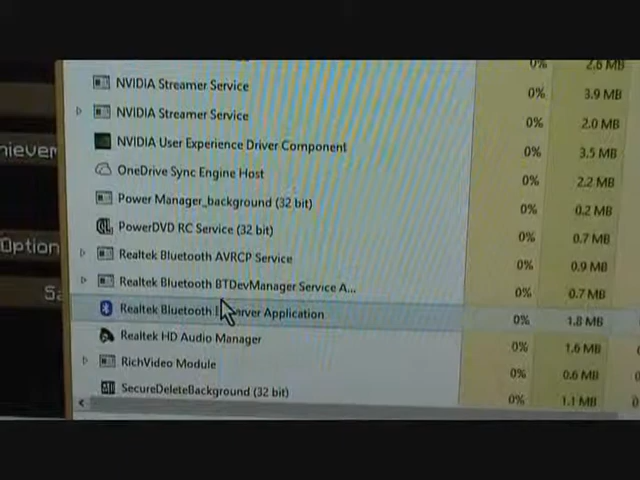 2.6 MB
0%
NVIDIA Streamer Service 0% 3.9 MB
NVIDIA Streamer Service 0% 2.0 MB
NVIDIA User Experience Driver Component 0% 3.5 MB
OneDrive Sync Engine Host 0% 2.2 MB
Power Manager_background (32 bit) 0% 0.2 MB
PowerDVD RC Service (32 bit) 0% 0.7 MB
Realtek Bluetooth AVRCP Service 0% 0.9 MB
Realtek Bluetooth BTDevManager Service A... 0% 0.7 MB
Realtek Bluetooth Application 0% 1.8 MB
Realtek HD Audio Manager 0% 1.6 MB
RichVideo Module 0% 0.6 MB
SecureDeleteBackground (32 bit) 0% 1.1 MB
hiever
Option
Sa